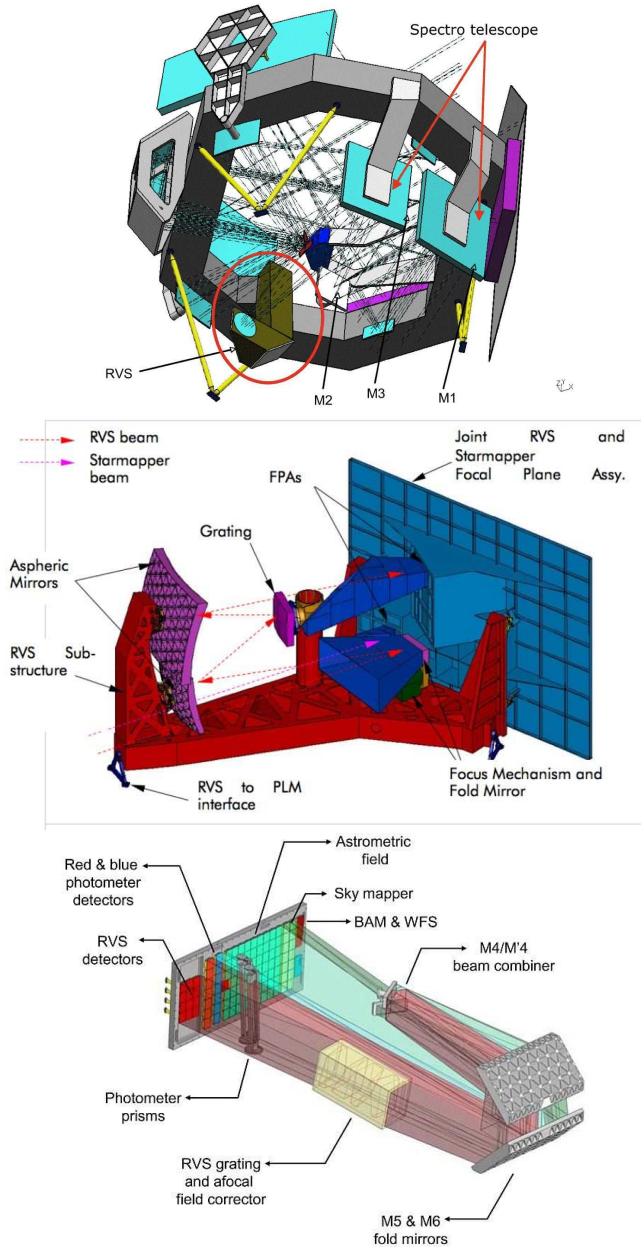 Spectro telescope
RVS
M2
M3
M1
ZY
X
RVS beam
Starmapper
beam
Joint RVS and
Starmapper
Focal Plane Assy.
FPAs
Grating
Aspheric
Mirrors
RVS Sub-
structure
RVS to PLM
interface
Focus Mechanism and
Fold Mirror
Astrometric
field
Red & blue
photometer
detectors
Sky mapper
BAM & WFS
RVS
detectors
M4/M'4
beam combiner
Photometer
prisms
RVS grating
and afocal
field corrector
M5 & M6
fold mirrors